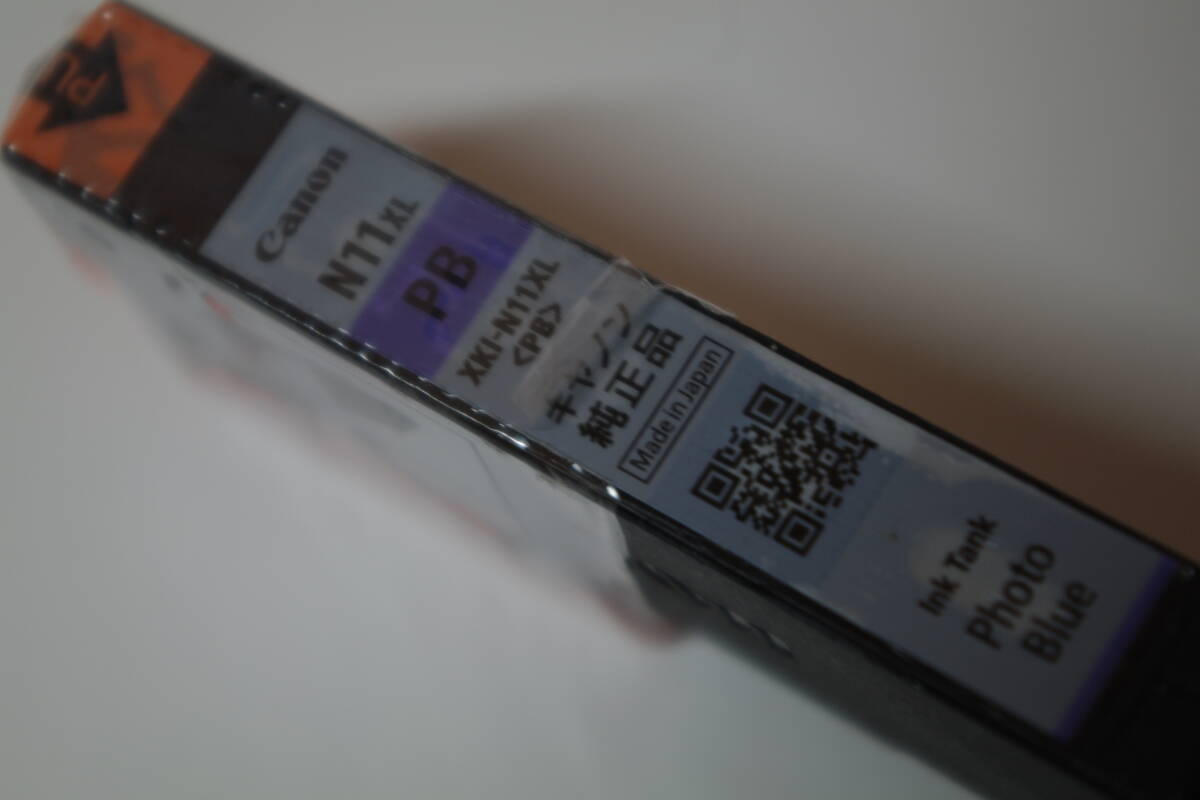 PU
Canon
N11XL
PB
XKI-N11XL
<PB>
キヤノン
純正品
Made in Japan
Ink Tank
Photo
Blue